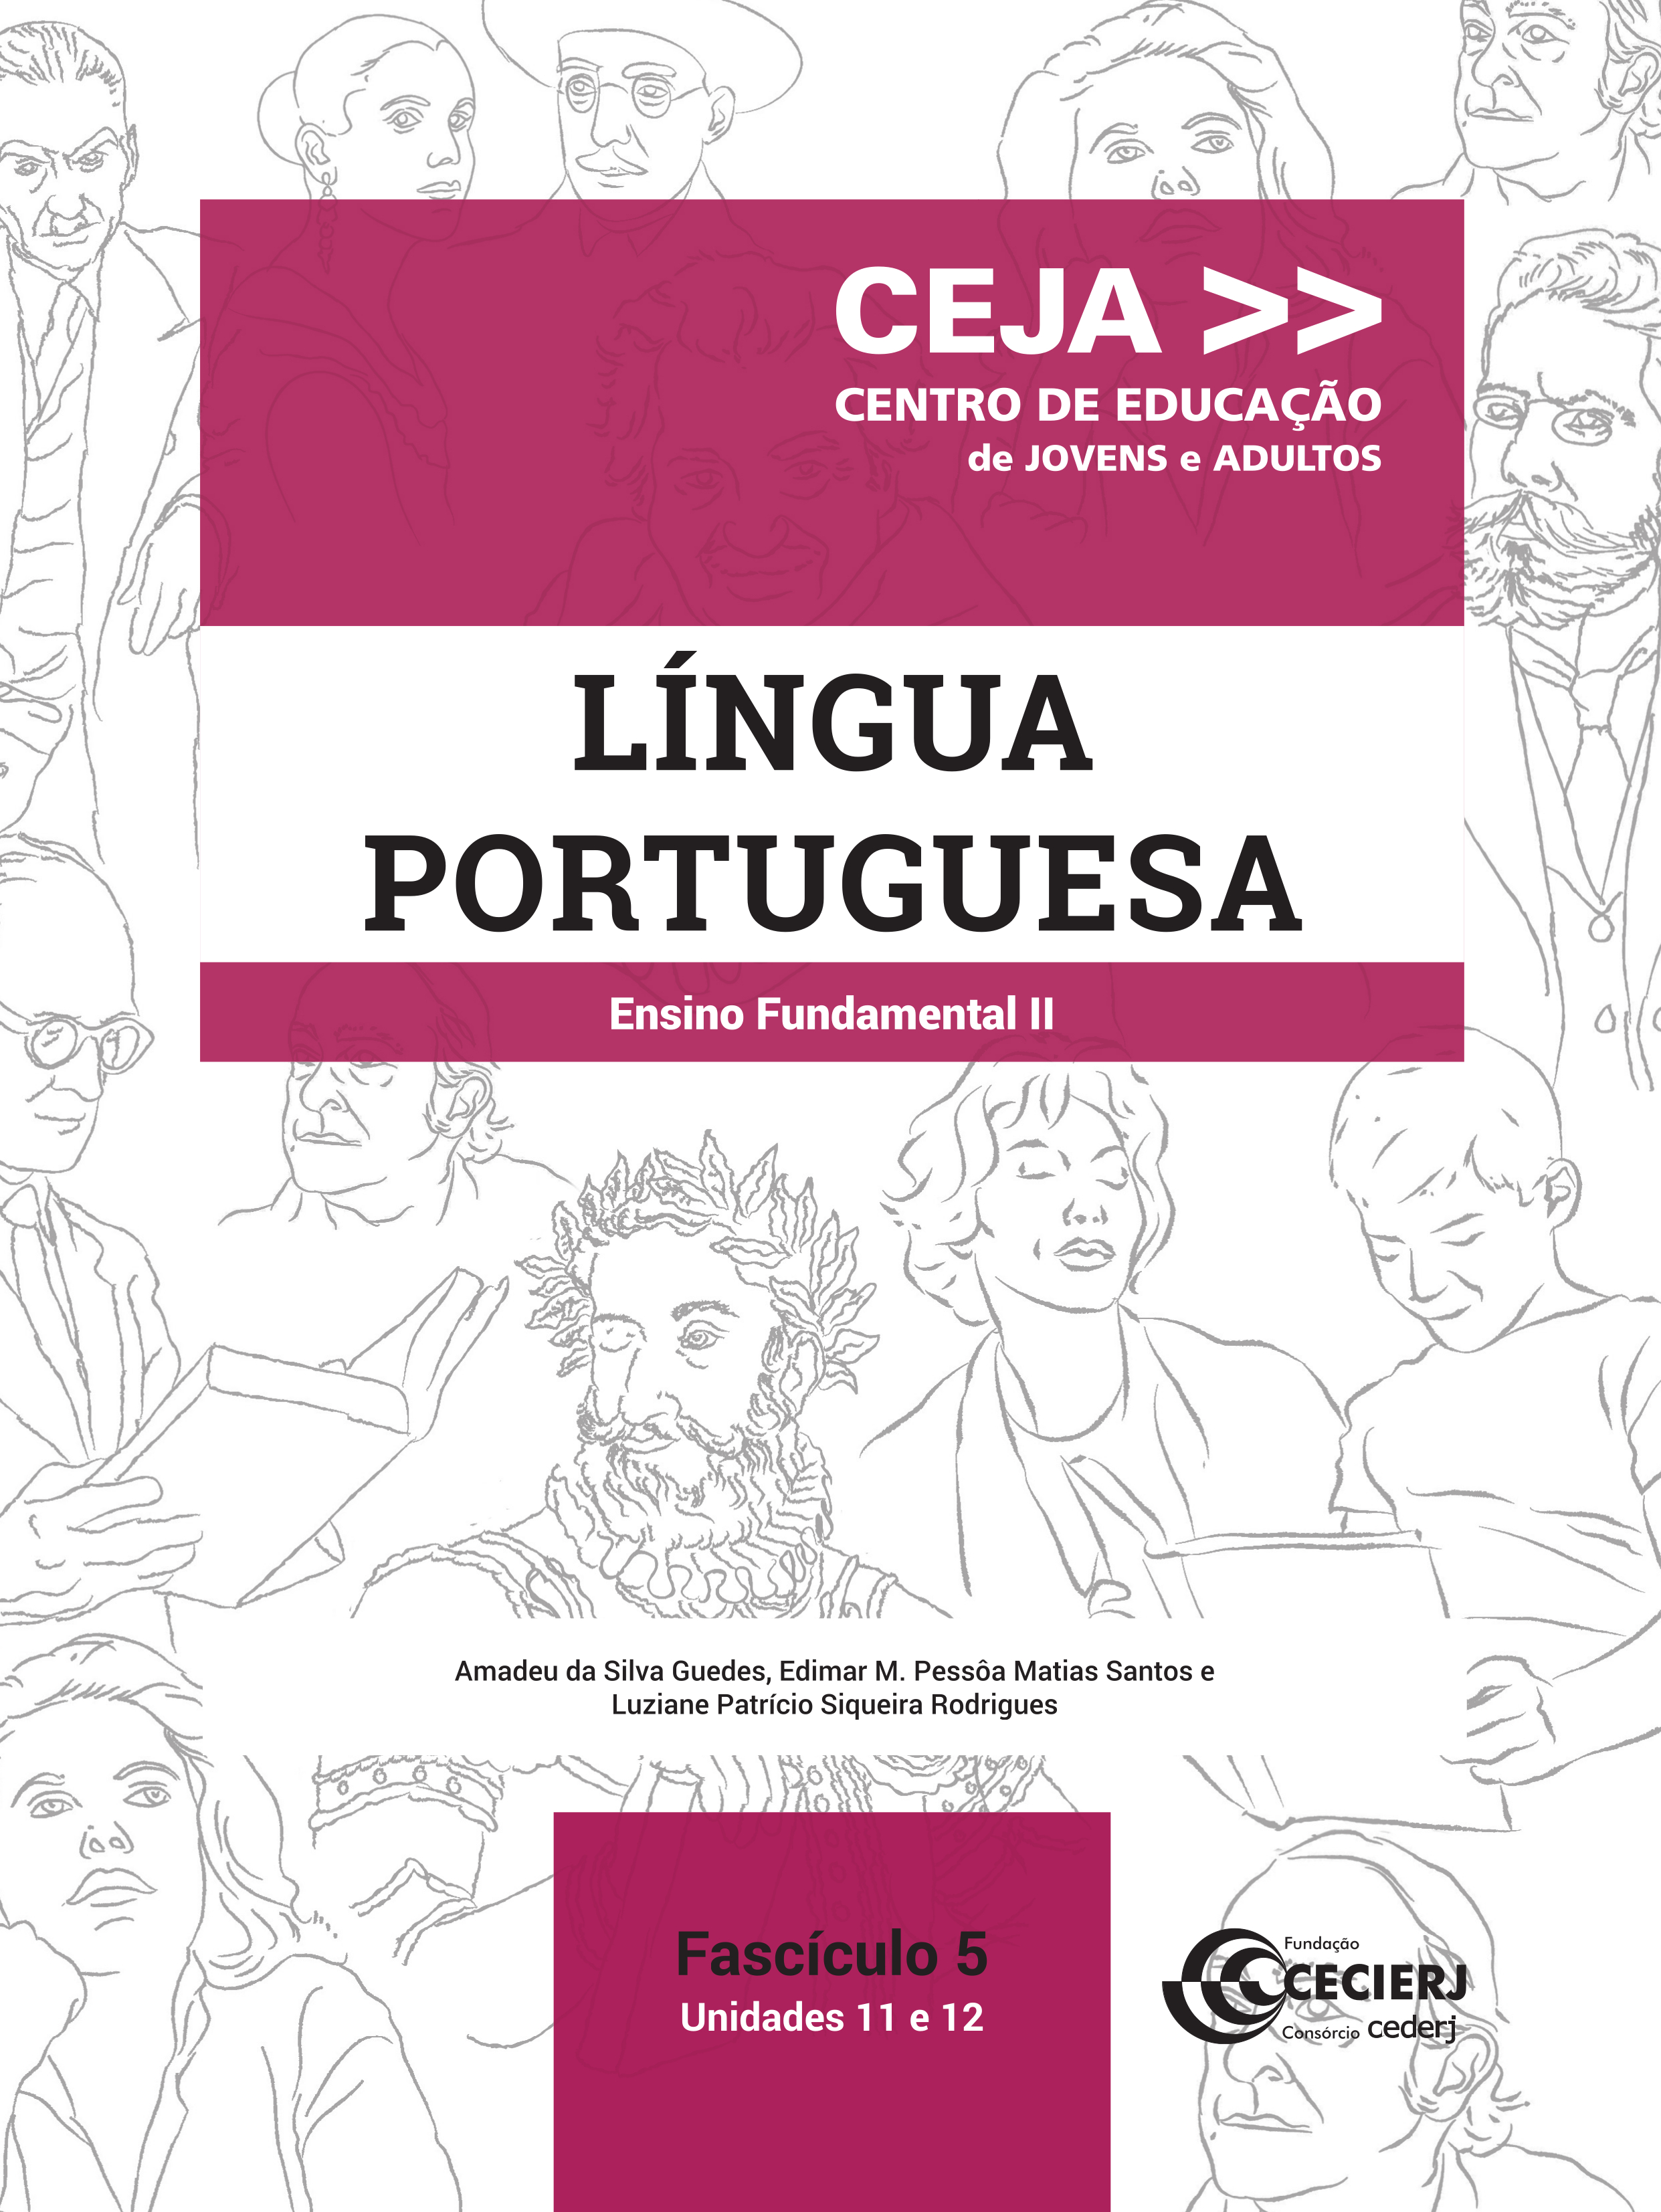 CEJA >>
CENTRO DE EDUCAÇÃO
de JOVENS e ADULTOS
LÍNGUA
PORTUGUESA
Ensino Fundamental II
Amadeu da Silva Guedes, Edimar M. Pessôa Matias Santos e
Luziane Patrício Siqueira Rodrigues
Fascículo 5
Unidades 11 e 12
Fundação
CECIERJ
Consórcio cederj